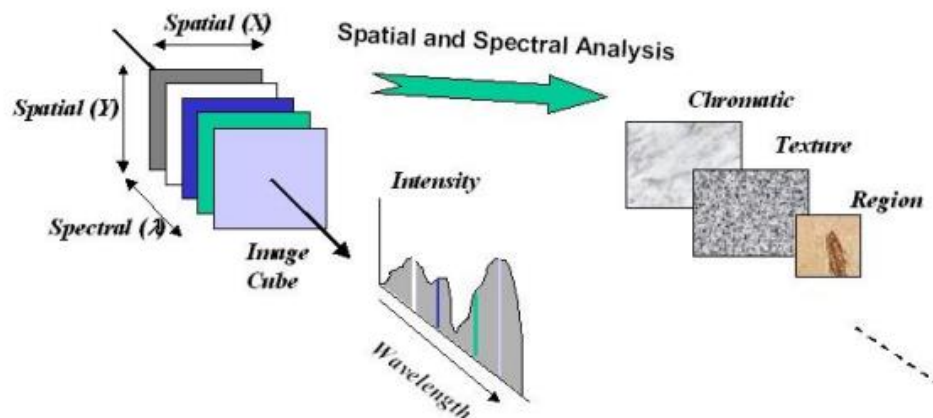 Spatial (X)
Spatial and Spectral Analysis
Spatial (Y)
Spectral (λ)
Image
Cube
Intensity
Wavelength
Chromatic
Texture
Region